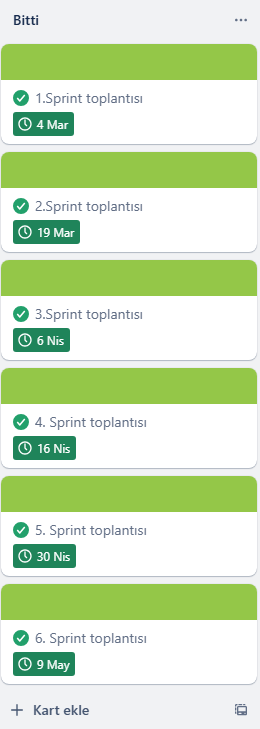 Bitti
1.Sprint toplantısı
4 Mar
2.Sprint toplantısı
19 Mar
3.Sprint toplantısı
6 Nis
4. Sprint toplantısı
16 Nis
5. Sprint toplantısı
30 Nis
6. Sprint toplantısı
9 May
Kart ekle